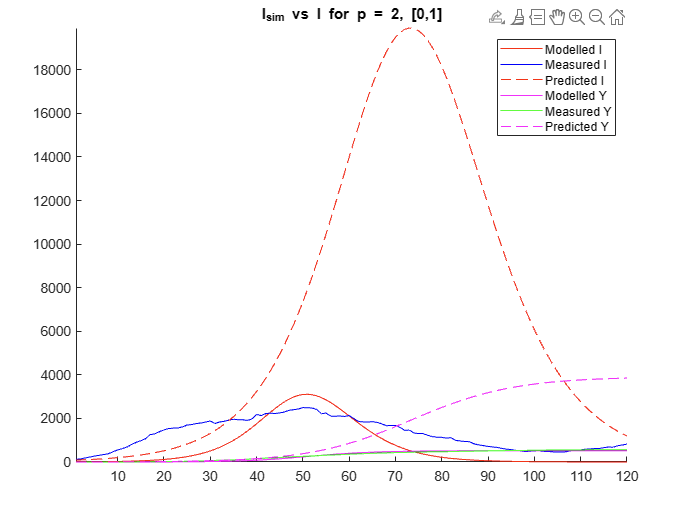 I_sim vs I for p = 2, [0,1]
Modelled I
Measured I
Predicted I
Modelled Y
Measured Y
Predicted Y
18000
16000
14000
12000
10000
8000
6000
4000
2000
0
10 20 30 40 50 60 70 80 90 100 110 120